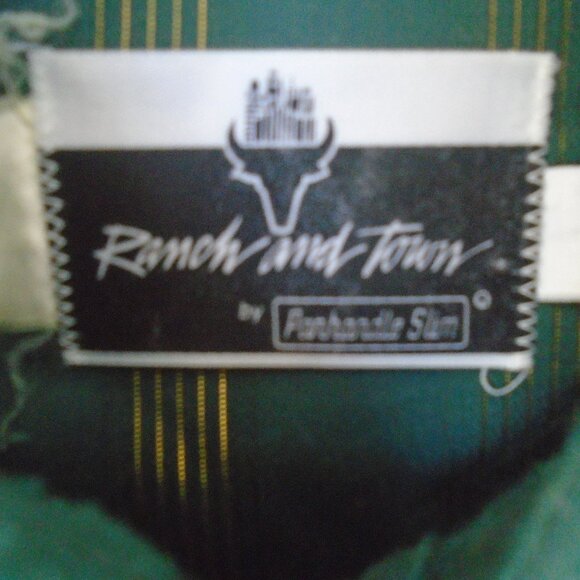 Ranch and Town
by Panhandle Slim